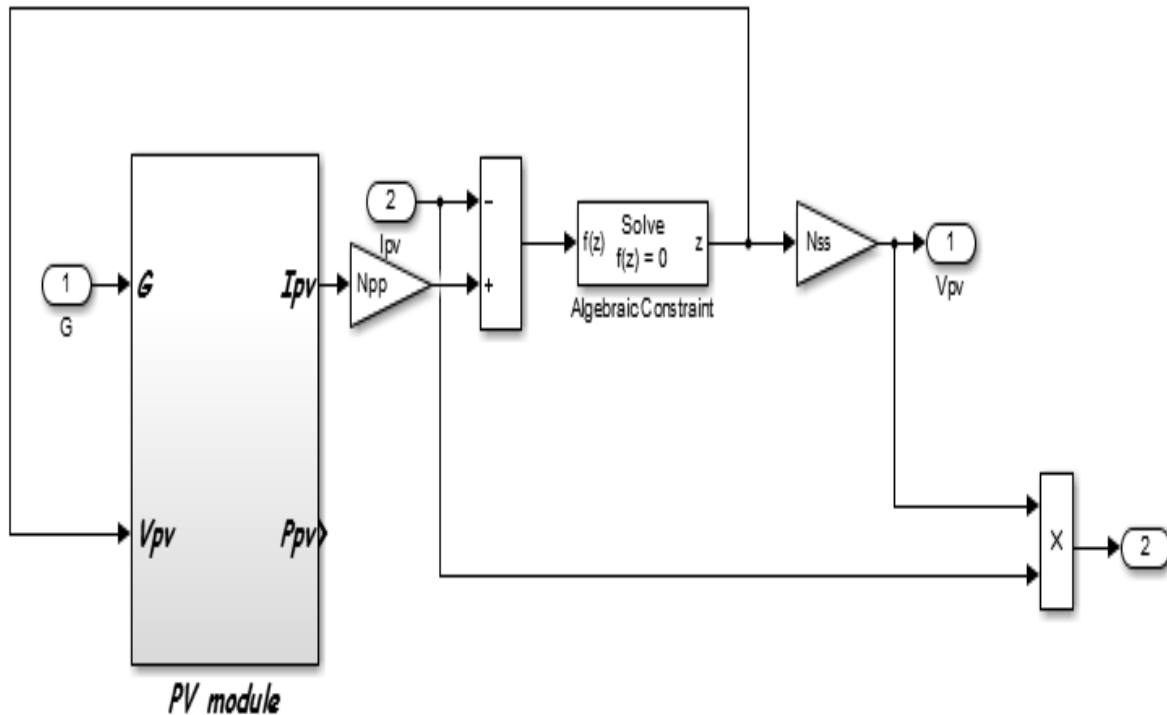 1
G
G
Vpv
Ipv
Ppv
PV module
2
Ipv
Npp
-
+
f(z)
Solve
f(z) = 0
z
Algebraic Constraint
Nss
1
Vpv
X
2